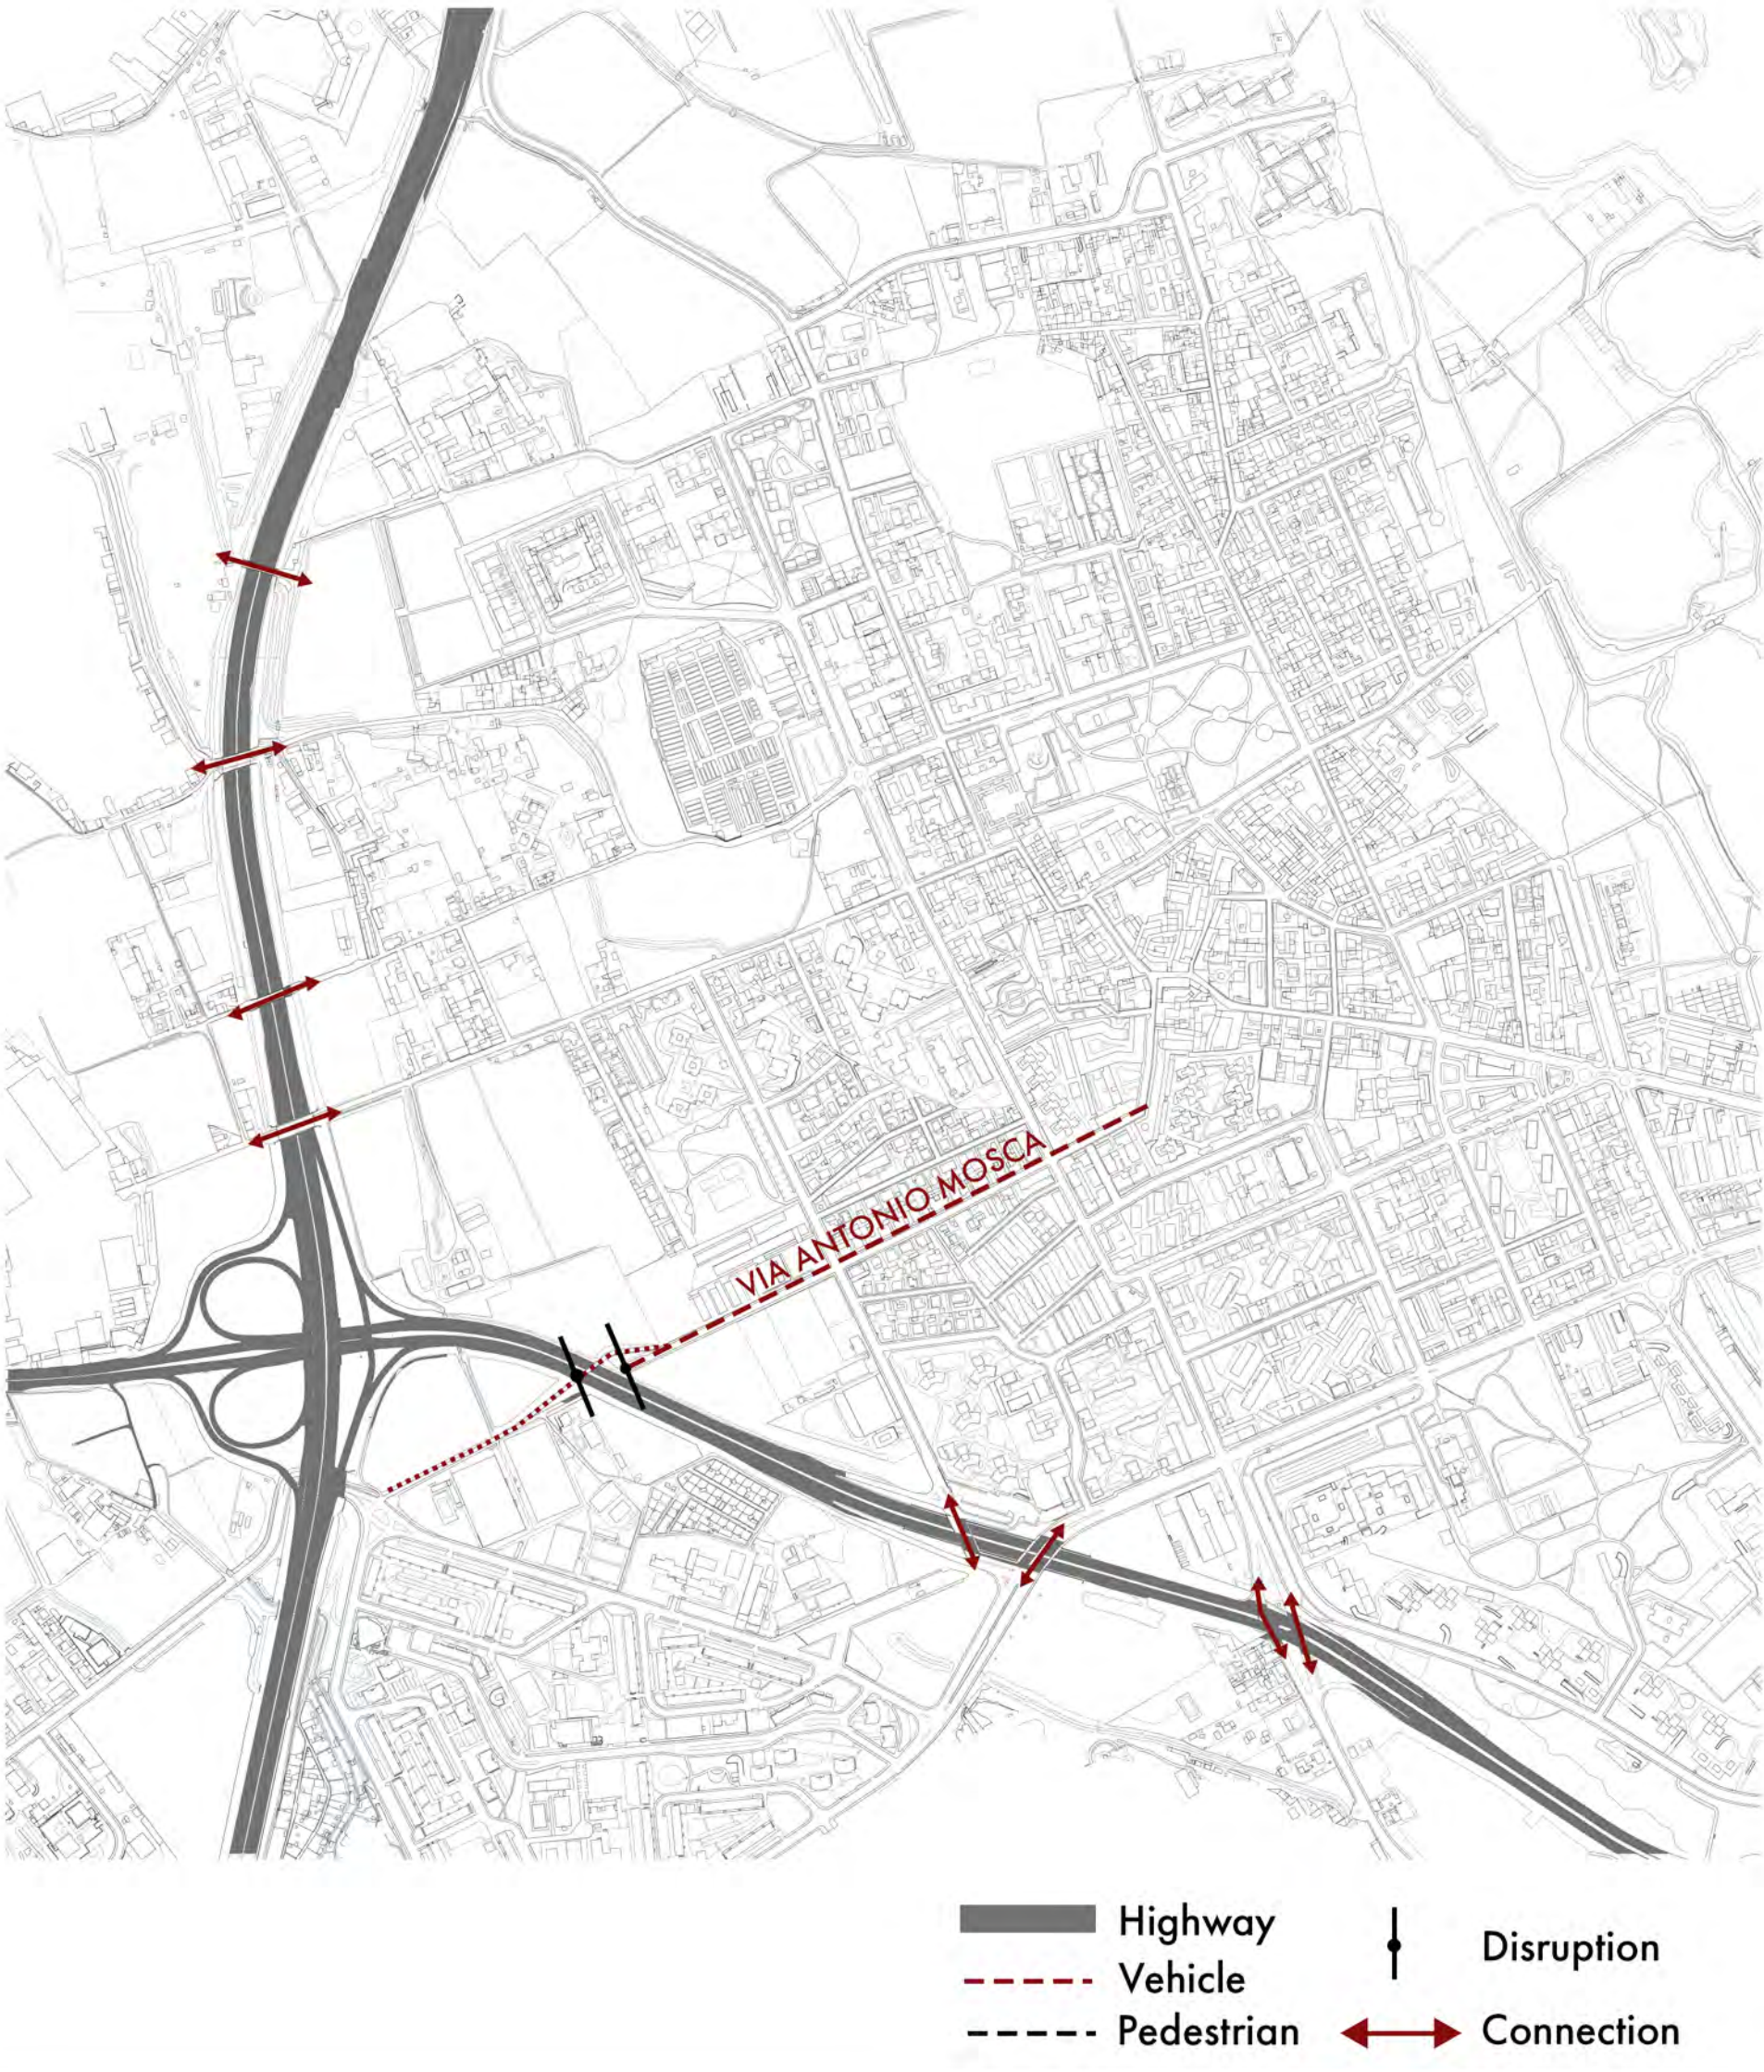 VIA ANTONIO MOSCA
Highway
Vehicle
Pedestrian
Disruption
Connection